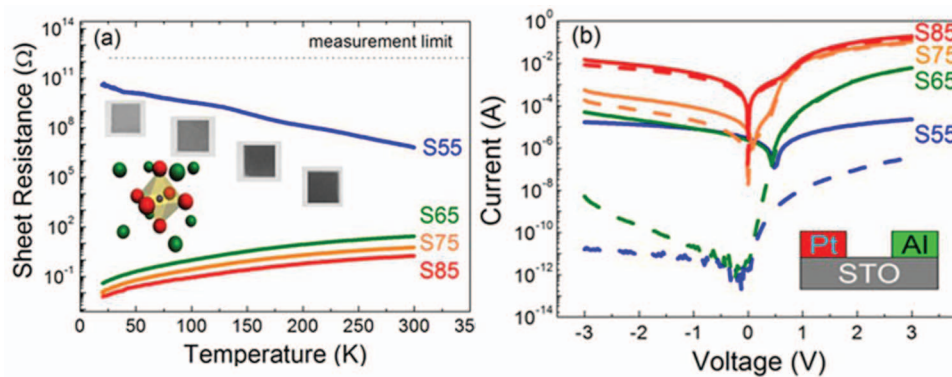 (a)
measurement limit
Sheet Resistance (Ω)
10^14
10^11
10^8
10^5
10^2
10^-1
S55
S65
S75
S85
0 50 100 150 200 250 300 35
Temperature (K)
(b)
Current (A)
10^0
10^-2
10^-4
10^-6
10^-8
10^-10
10^-12
10^-14
S85
S75
S65
S55
Pt
Al
STO
-3 -2 -1 0 1 2 3
Voltage (V)